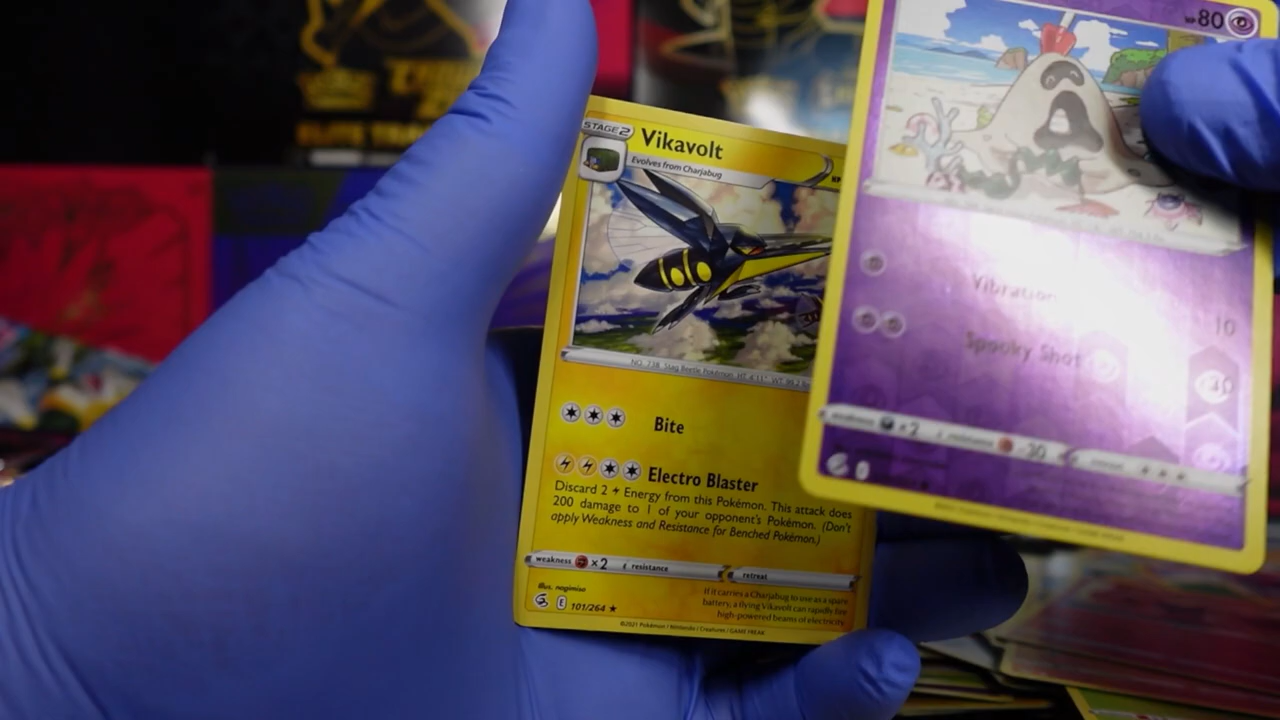 STAGE 2
Vikavolt
Evolves from Charjabug
HP
NO. 738 Stag Beetle Pokémon HT 4'11" WT 99.2
Bite
Electro Blaster
Discard 2 Energy from this Pokémon. This attack does
200 damage to 1 of your opponent's Pokémon. (Don't
apply Weakness and Resistance for Benched Pokémon.)
weakness ×2 resistance retreat
Illus. nagimiso
E 101/264 ★
If it carries a Charjabug to use as a spare
battery, a flying Vikavolt can rapidly fire
high-powered beams of electricity
©2021 Pokémon / Nintendo / Creatures / GAME FREAK
HP 80
Vibration 10
Spooky Shot 30
weakness ×2 resistance -30